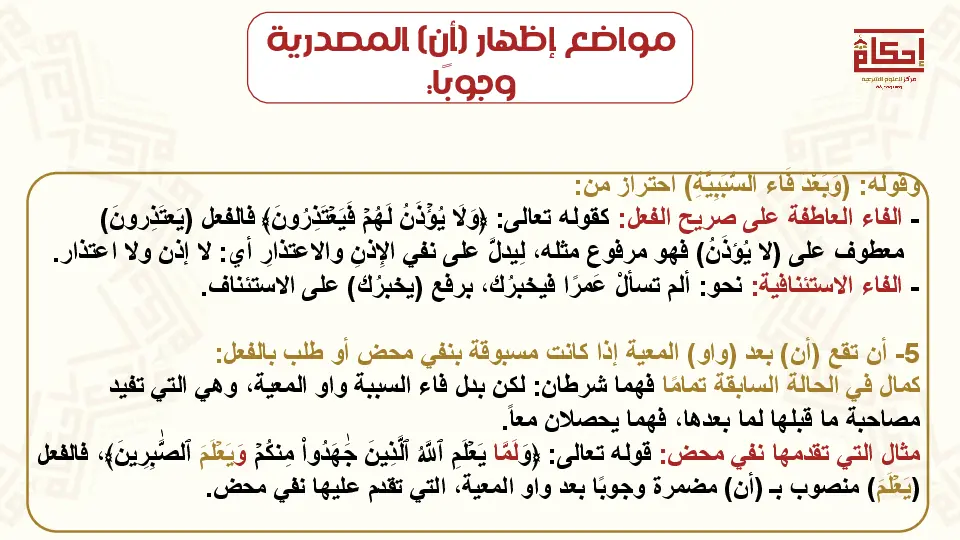 مواضع إظهار (أن) المصدرية
وجوبًا:
إحكام
مركز العلوم الشرعية
وقوله: (وَبَعْدَ فَاء السَّبَبِيَّةِ) احتراز من:
- الفاء العاطفة على صريح الفعل: كقوله تعالى: ﴿وَلَا يُؤۡذَنُ لَهُمۡ فَيَعۡتَذِرُونَ﴾ فالفعل (يَعتَذِرونَ)
معطوف على (لا يُؤذَنُ) فهو مرفوع مثله، لِيدلَّ على نفي الإذنِ والاعتذارِ أي: لا إذن ولا اعتذار.
- الفاء الاستئنافية: نحو: ألم تسألْ عَمرًا فيخبرُك، برفع (يخبرُك) على الاستئناف.
5- أن تقع (أن) بعد (واو) المعية إذا كانت مسبوقة بنفي محض أو طلب بالفعل:
كمال في الحالة السابقة تمامًا فهما شرطان: لكن بدل فاء السببة واو المعية، وهي التي تفيد
مصاحبة ما قبلها لما بعدها، فهما يحصلان معاً.
مثال التي تقدمها نفي محض: قوله تعالى: ﴿وَلَمَّا يَعۡلَمِ ٱللَّهُ ٱلَّذِينَ جَٰهَدُواْ مِنكُمۡ وَيَعۡلَمَ ٱلصَّٰبِرِينَ﴾، فالفعل
(يَعۡلَمَ) منصوب بـ (أن) مضمرة وجوبًا بعد واو المعية، التي تقدم عليها نفي محض.